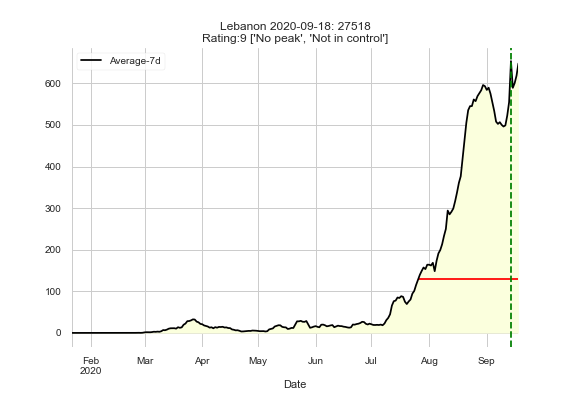 Lebanon 2020-09-18: 27518
Rating:9 ['No peak', 'Not in control']
Average-7d
600
500
400
300
200
100
0
Feb Mar Apr May Jun Jul Aug Sep
2020
Date